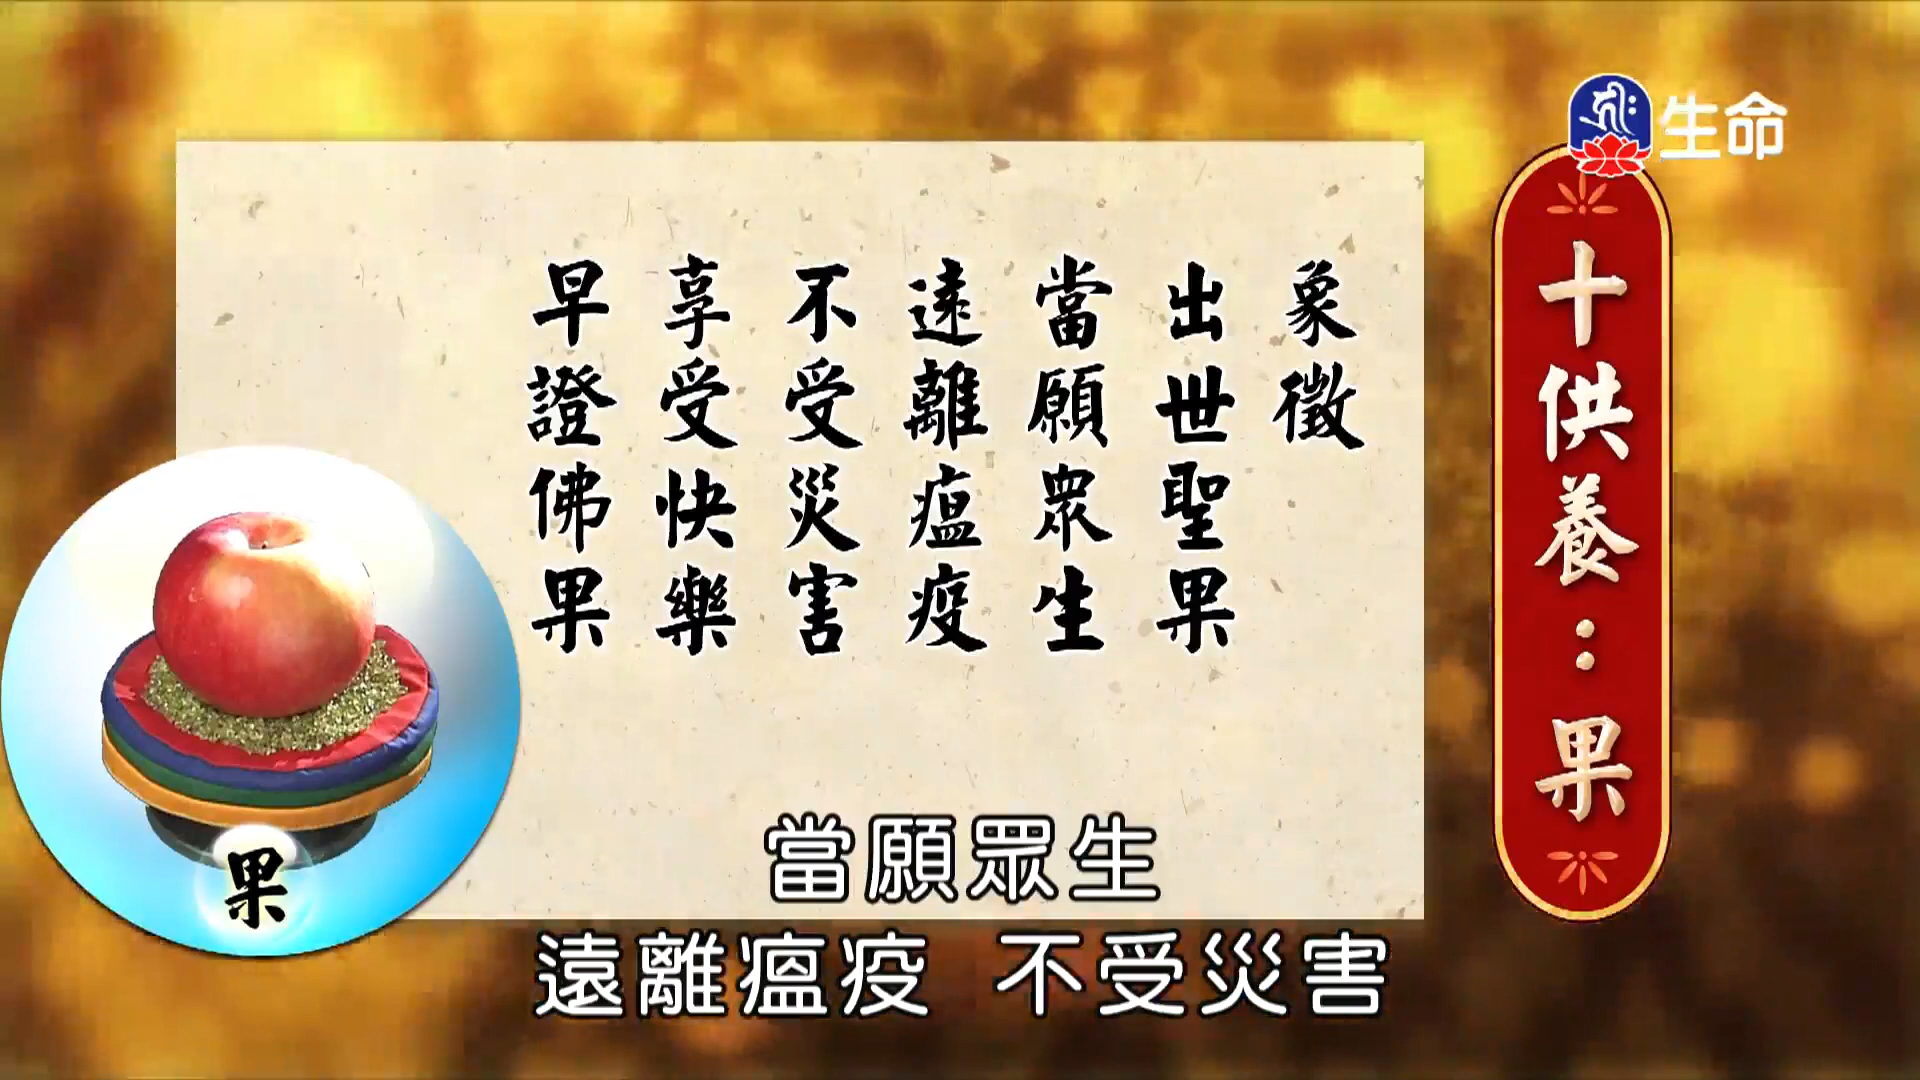 生命
十供養：果
象徵
出世聖果
當願眾生
遠離瘟疫
不受災害
享受快樂
早證佛果
果
當願眾生
遠離瘟疫 不受災害